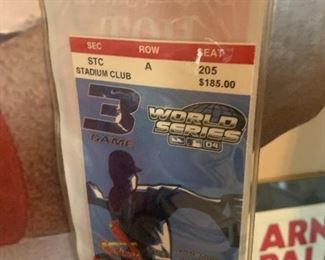 SEC ROW SEAT
STC A 205
STADIUM CLUB $185.00
3
GAME
WORLD
SERIES
04
ARN
PAL